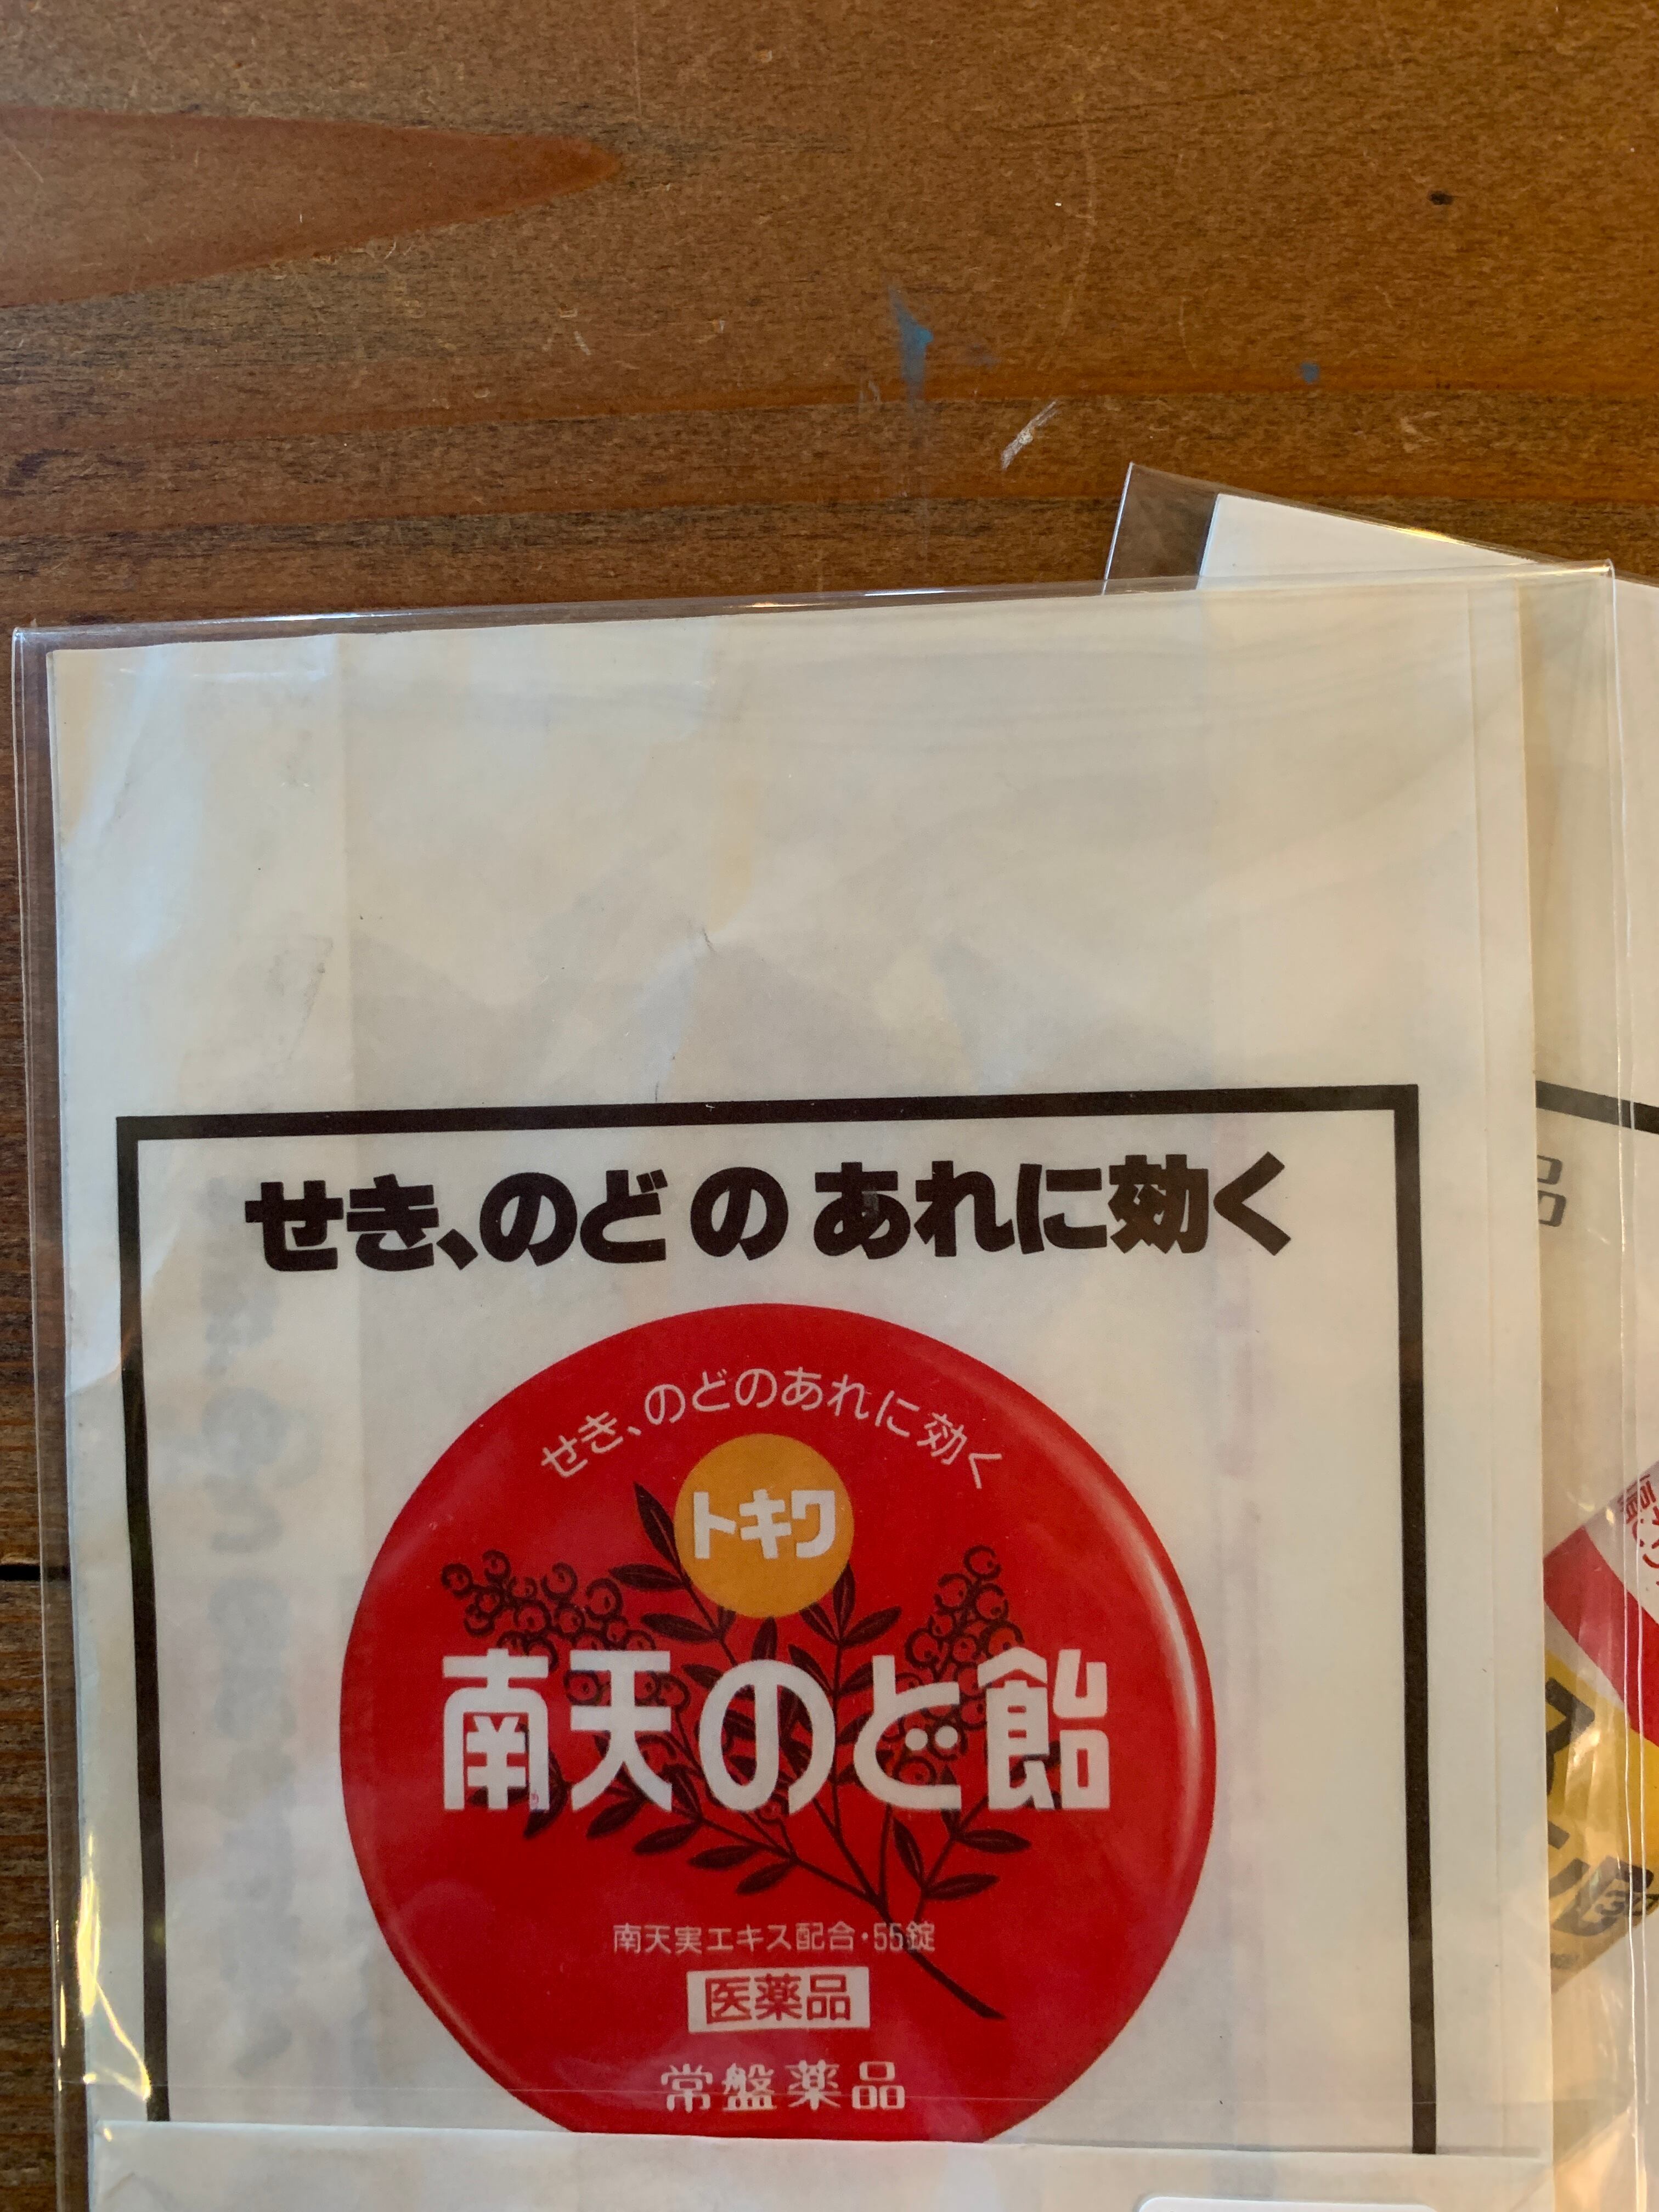 せき、のどのあれに効く
せき、のどのあれに効く
トキワ
南天のど飴
南天実エキス配合・55錠
医薬品
常盤薬品
品